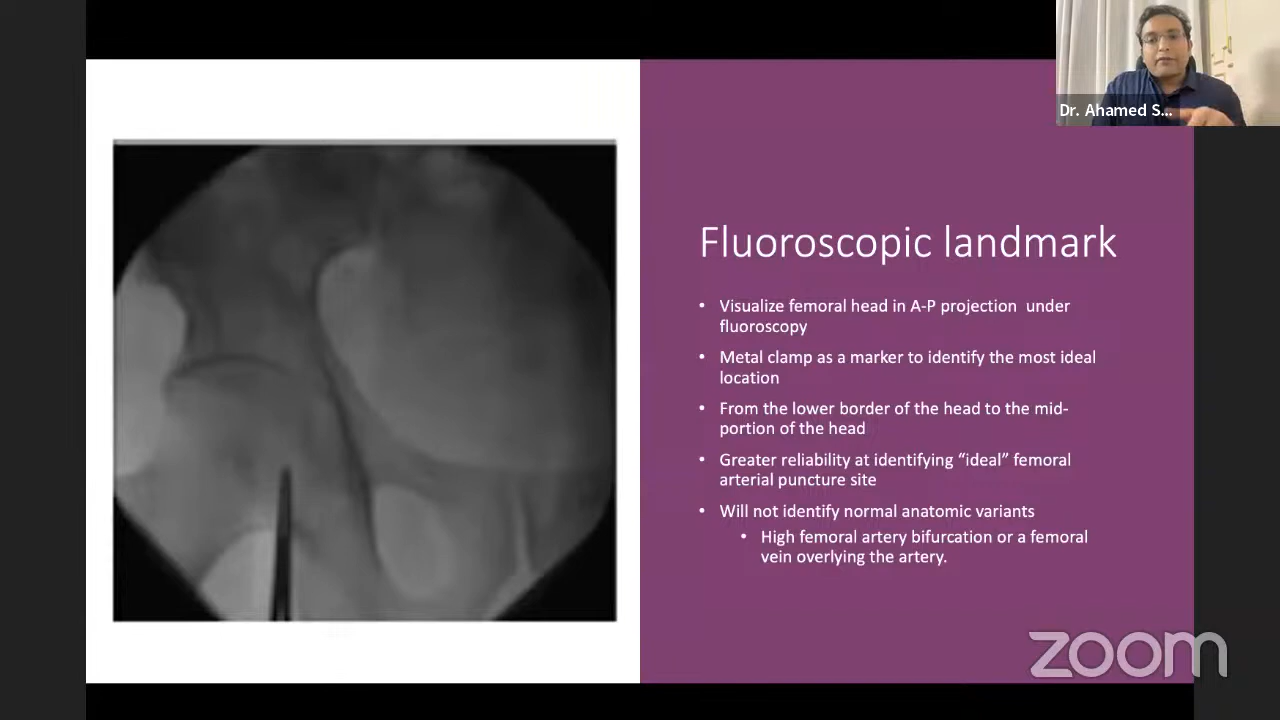 Dr. Ahamed S...
Fluoroscopic landmark
• Visualize femoral head in A-P projection under
fluoroscopy
• Metal clamp as a marker to identify the most ideal
location
• From the lower border of the head to the mid-
portion of the head
• Greater reliability at identifying “ideal” femoral
arterial puncture site
• Will not identify normal anatomic variants
• High femoral artery bifurcation or a femoral
vein overlying the artery.
zoom